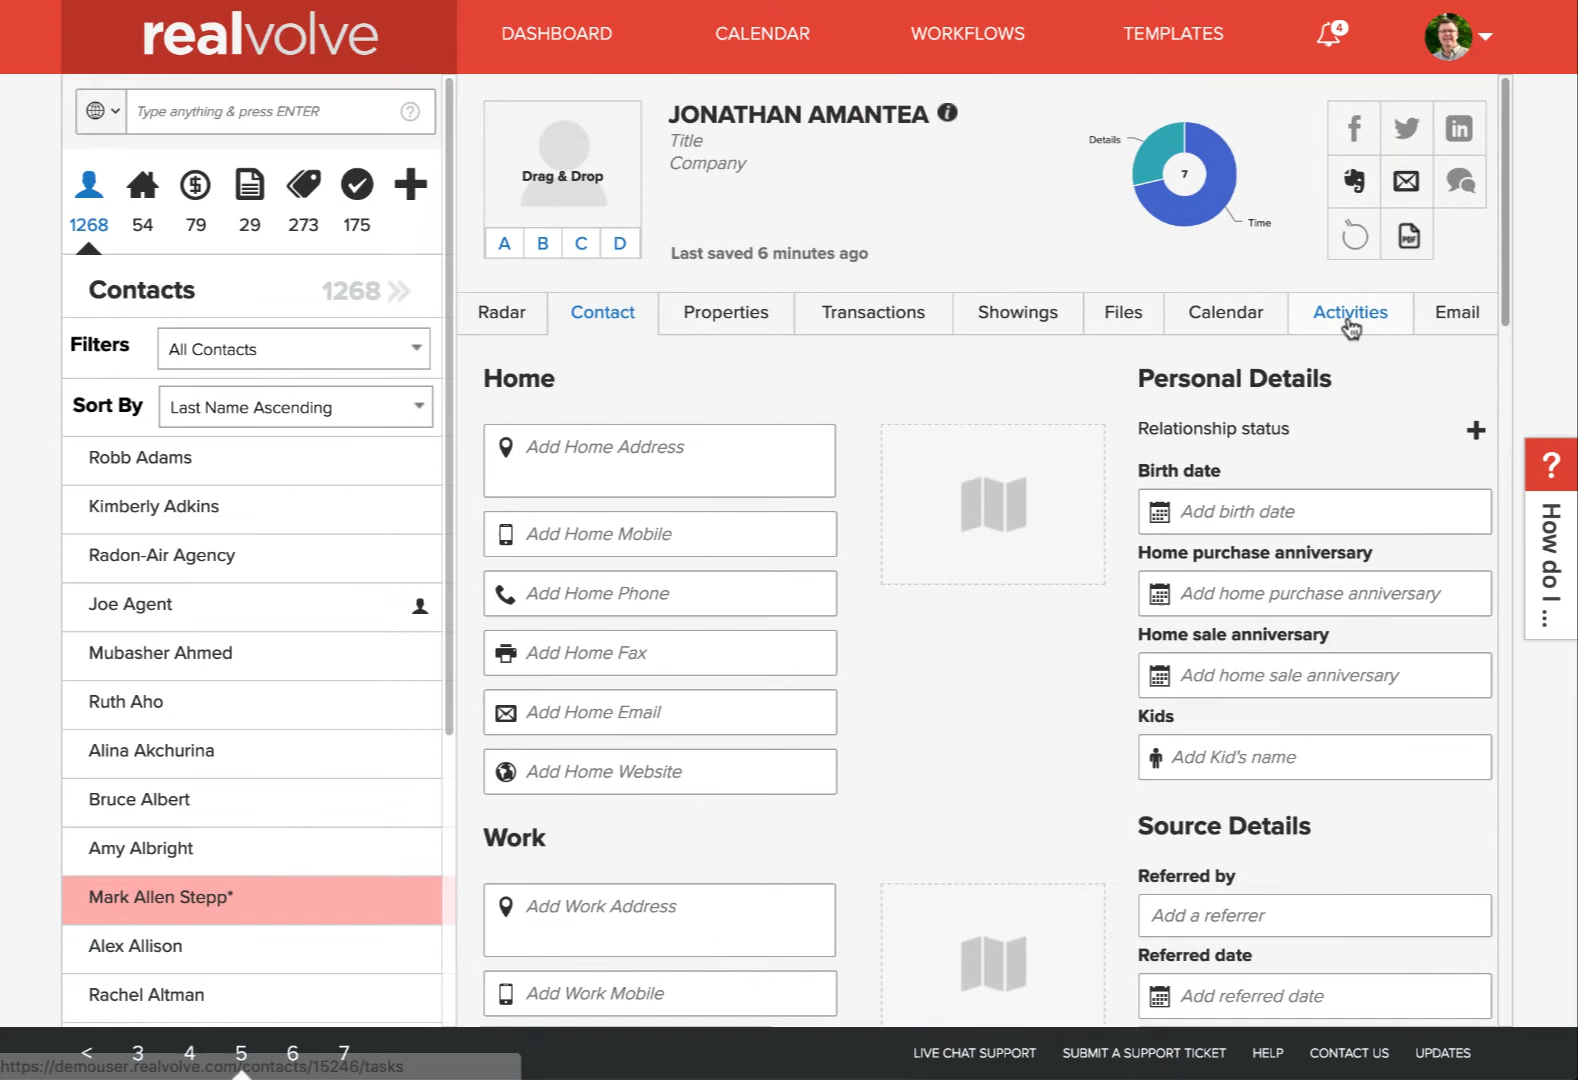 realvolve
DASHBOARD
CALENDAR
WORKFLOWS
TEMPLATES
4
Type anything & press ENTER
?
1268
54
79
29
273
175
Contacts
1268
Filters
All Contacts
Sort By
Last Name Ascending
Robb Adams
Kimberly Adkins
Radon-Air Agency
Joe Agent
Mubasher Ahmed
Ruth Aho
Alina Akchurina
Bruce Albert
Amy Albright
Mark Allen Stepp*
Alex Allison
Rachel Altman
Drag & Drop
A B C D
JONATHAN AMANTEA
Title
Company
Last saved 6 minutes ago
Details
7
Time
PDF
Radar
Contact
Properties
Transactions
Showings
Files
Calendar
Activities
Email
Home
Add Home Address
Add Home Mobile
Add Home Phone
Add Home Fax
Add Home Email
Add Home Website
Work
Add Work Address
Add Work Mobile
Personal Details
Relationship status
Birth date
Add birth date
Home purchase anniversary
Add home purchase anniversary
Home sale anniversary
Add home sale anniversary
Kids
Add Kid's name
Source Details
Referred by
Add a referrer
Referred date
Add referred date
?
How do I ...
< 3 4 5 6 7
https://demouser.realvolve.com/contacts/15246/tasks
LIVE CHAT SUPPORT
SUBMIT A SUPPORT TICKET
HELP
CONTACT US
UPDATES